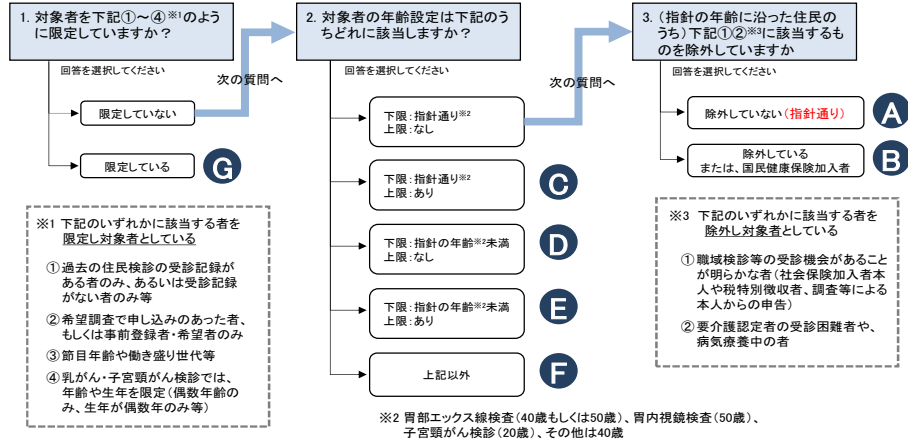 1. 対象者を下記①~④※1のよう
に限定していますか?
回答を選択してください
次の質問へ
限定していない
限定している
G
※1 下記のいずれかに該当する者を
限定し対象者としている
①過去の住民検診の受診記録が
ある者のみ、あるいは受診記録
がない者のみ等
②希望調査で申し込みのあった者、
もしくは事前登録者・希望者のみ
③節目年齢や働き盛り世代等
④乳がん・子宮頸がん検診では、
年齢や生年を限定(偶数年齢の
み、生年が偶数年のみ等)
2. 対象者の年齢設定は下記のう
ちどれに該当しますか?
回答を選択してください
次の質問へ
下限:指針通り※2
上限:なし
下限:指針通り※2
上限:あり
C
下限:指針の年齢※2未満
上限:なし
D
下限:指針の年齢※2未満
上限:あり
E
上記以外
F
※2 胃部エックス線検査(40歳もしくは50歳)、胃内視鏡検査(50歳)、
子宮頸がん検診(20歳)、その他は40歳
3. (指針の年齢に沿った住民の
うち)下記①②※3に該当するも
のを除外していますか
回答を選択してください
除外していない(指針通り)
A
除外している
または、国民健康保険加入者
B
※3 下記のいずれかに該当する者を
除外し対象者としている
①職域検診等の受診機会があること
が明らかな者(社会保険加入者本
人や税特別徴収者、調査等による
本人からの申告)
②要介護認定者の受診困難者や、
病気療養中の者